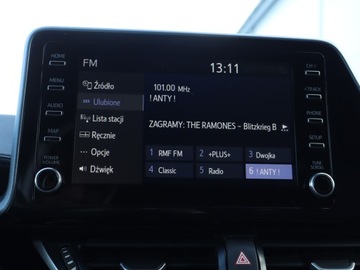 HOME
MENU
AUDIO
MAP
POWER
VOLUME
FM
13:11
Źródło
Ulubione
Lista stacji
Ręcznie
Opcje
Dźwięk
101.00 MHz
! ANTY !
ZAGRAMY: THE RAMONES - Blitzkrieg B
1 RMF FM
2 +PLUS+
3 Dwojka
4 Classic
5 Radio
6 ! ANTY !
CH
TRACK
PHONE
SETUP
TUNE
SCROLL